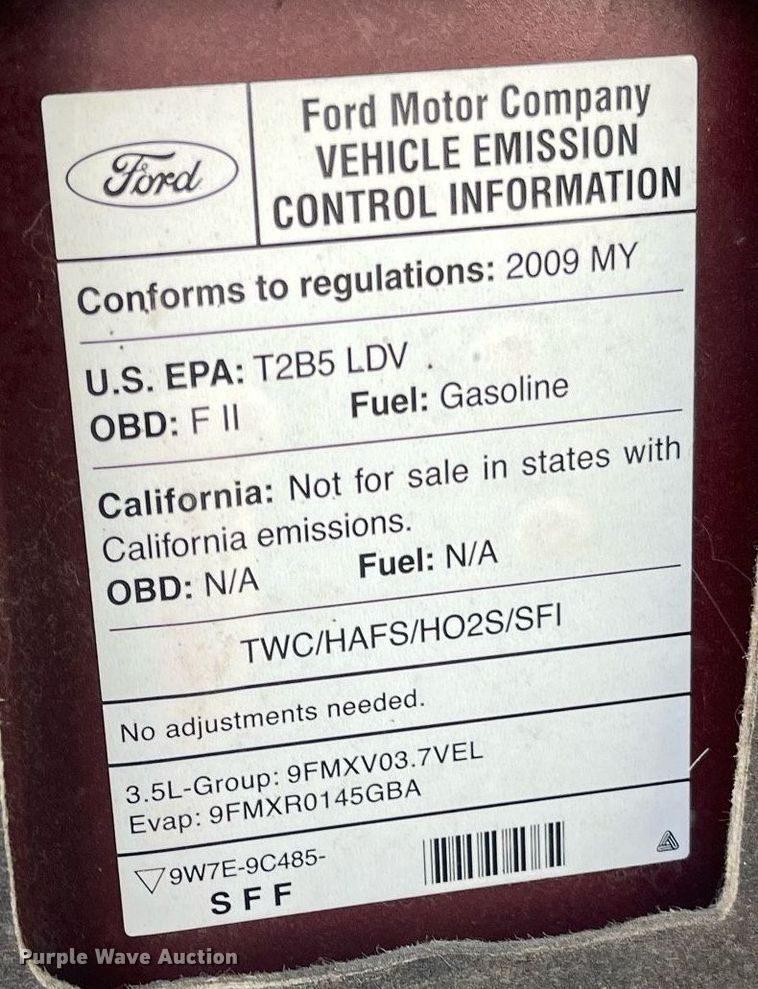 Ford
Ford Motor Company
VEHICLE EMISSION
CONTROL INFORMATION
Conforms to regulations: 2009 MY
U.S. EPA: T2B5 LDV .
OBD: F II Fuel: Gasoline
California: Not for sale in states with
California emissions.
OBD: N/A Fuel: N/A
TWC/HAFS/HO2S/SFI
No adjustments needed.
3.5L-Group: 9FMXV03.7VEL
Evap: 9FMXR0145GBA
9W7E-9C485-
SFF
Purple Wave Auction